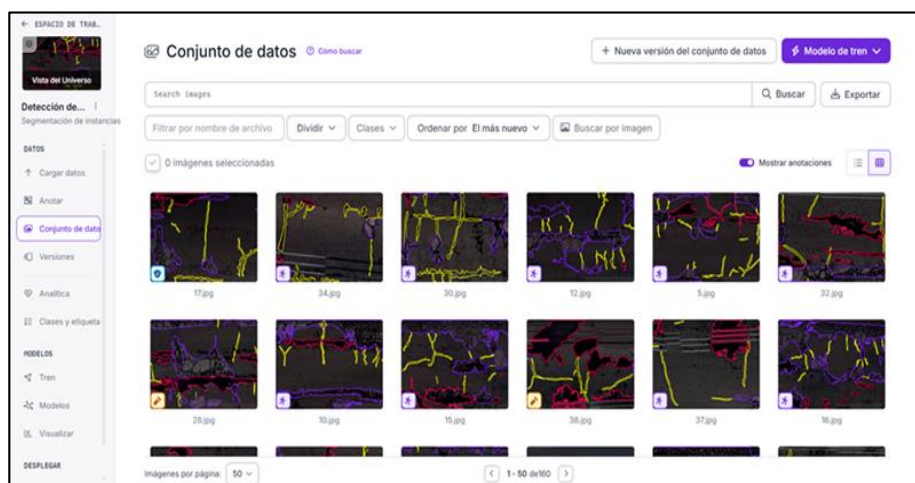 ← ESPACIO DE TRAB…
Vista del Universo
Detección de...
Segmentación de instancias
DATOS
Cargar datos
Anotar
Conjunto de dato
Versiones
Analítica
Clases y etiqueta
MODELOS
Tren
Modelos
Visualizar
DESPLEGAR
Conjunto de datos
Cómo buscar
+ Nueva versión del conjunto de datos
Modelo de tren
Search images
Buscar
Exportar
Filtrar por nombre de archivo
Dividir
Clases
Ordenar por El más nuevo
Buscar por imagen
0 imágenes seleccionadas
Mostrar anotaciones
17.jpg
34.jpg
30.jpg
12.jpg
5.jpg
32.jpg
28.jpg
10.jpg
15.jpg
38.jpg
37.jpg
16.jpg
Imágenes por página: 50
1 - 50 de160